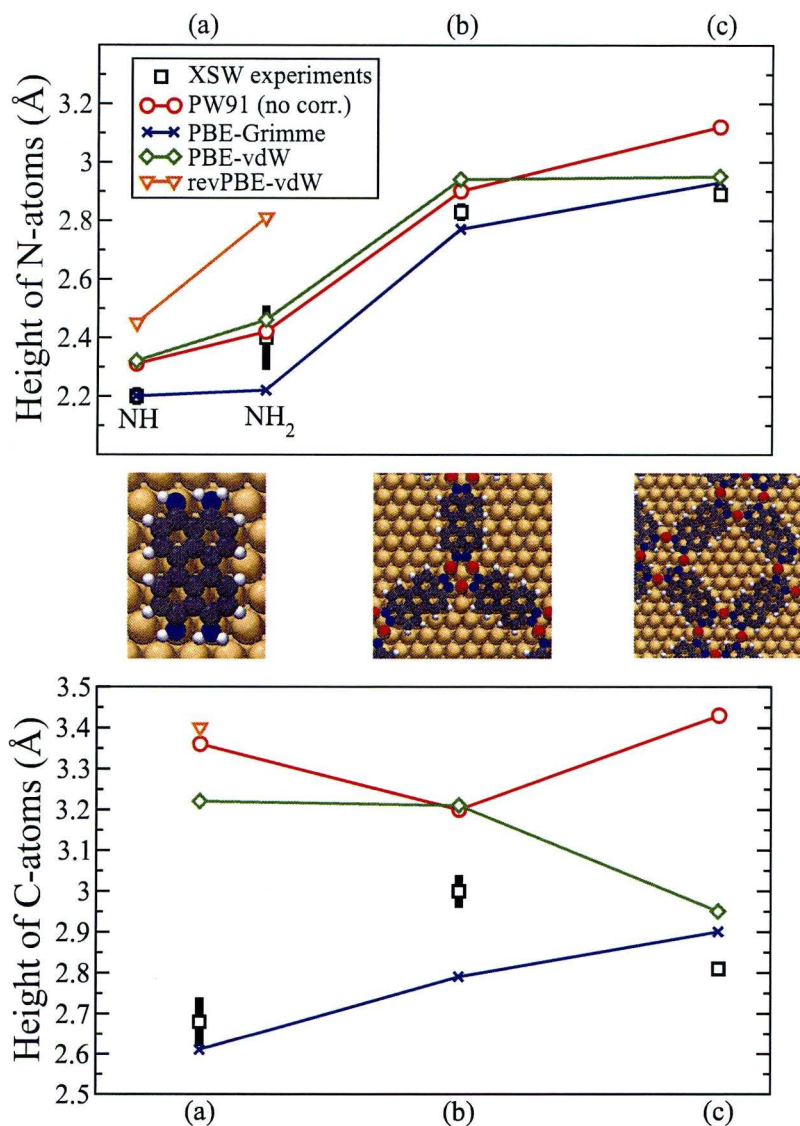 (a) (b) (c)
Height of N-atoms (Å)
3.2
3
2.8
2.6
2.4
2.2
XSW experiments
PW91 (no corr.)
PBE-Grimme
PBE-vdW
revPBE-vdW
NH NH₂
Height of C-atoms (Å)
3.5
3.4
3.3
3.2
3.1
3
2.9
2.8
2.7
2.6
2.5
(a) (b) (c)